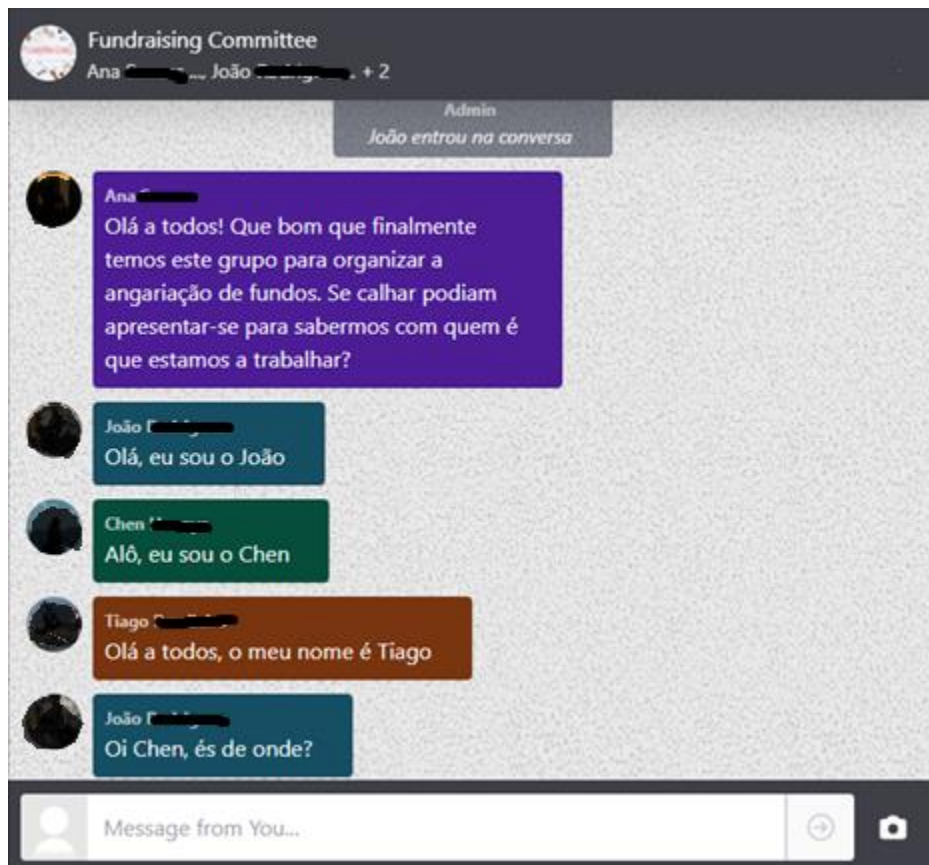 Fundraising Committee
Ana ..., João . + 2
Admin
João entrou na conversa
Ana
Olá a todos! Que bom que finalmente
temos este grupo para organizar a
angariação de fundos. Se calhar podiam
apresentar-se para sabermos com quem é
que estamos a trabalhar?
João
Olá, eu sou o João
Chen
Alô, eu sou o Chen
Tiago
Olá a todos, o meu nome é Tiago
João
Oi Chen, és de onde?
Message from You...